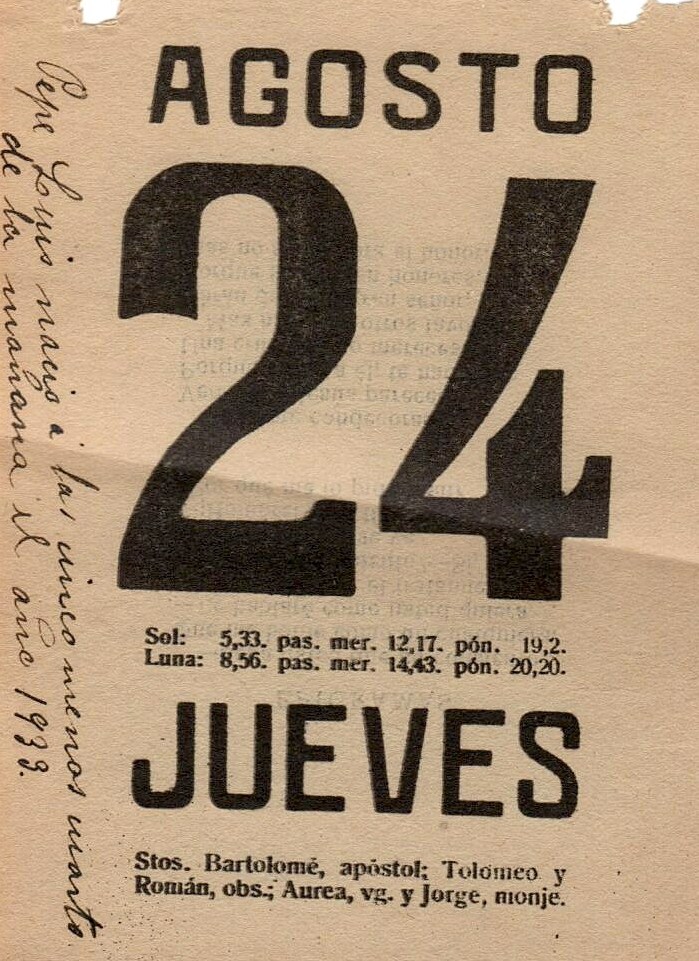 AGOSTO
24
Sol: 5,33. pas. mer. 12,17. pón. 19,2.
Luna: 8,56. pas. mer. 14,43. pón. 20,20.
JUEVES
Stos. Bartolomé, apóstol; Tolomeo y
Román, obs.; Aurea, vg. y Jorge, monje.
Pepe Luis nacio a las cinco menos cuarto
de la mañana el año 1933.